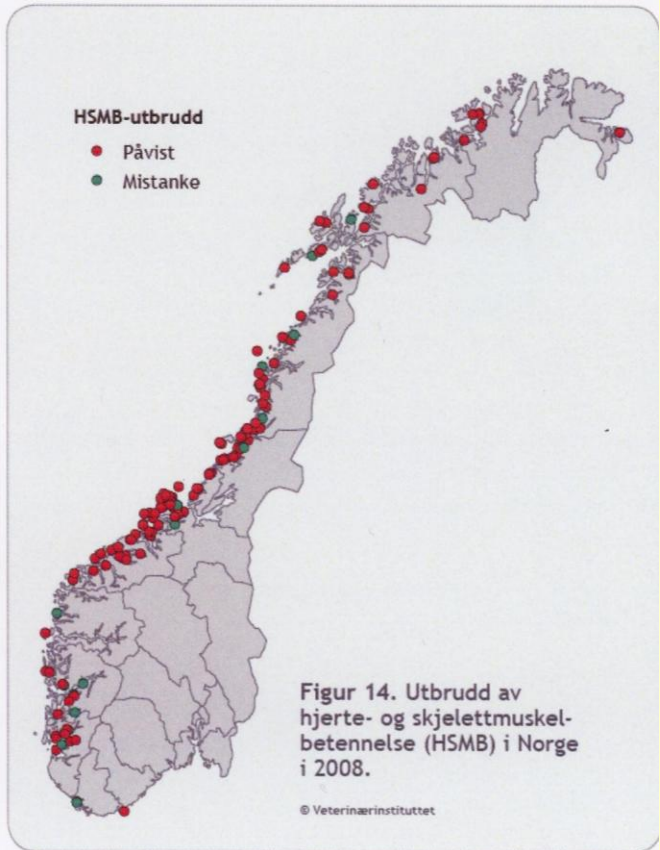 HSMB-utbrudd
Påvist
Mistanke
Figur 14. Utbrudd av
hjerte- og skjelettmuskel-
betennelse (HSMB) i Norge
i 2008.
© Veterinærinstituttet